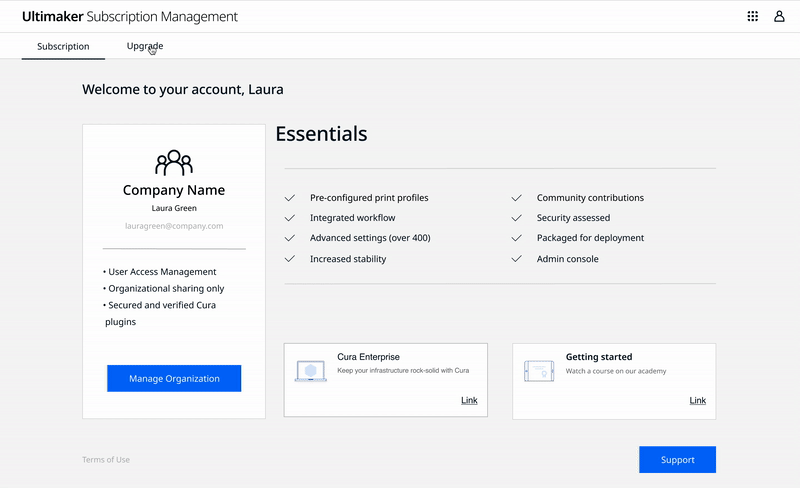 Ultimaker Subscription Management
Subscription
Upgrade
Welcome to your account, Laura
Company Name
Laura Green
lauragreen@company.com
• User Access Management
• Organizational sharing only
• Secured and verified Cura
plugins
Manage Organization
Essentials
Pre-configured print profiles
Integrated workflow
Advanced settings (over 400)
Increased stability
Community contributions
Security assessed
Packaged for deployment
Admin console
Cura Enterprise
Keep your infrastructure rock-solid with Cura
Link
Getting started
Watch a course on our academy
Link
Terms of Use
Support